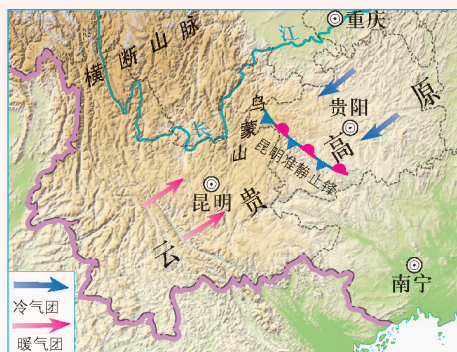 重庆
江
横断山脉
长
乌蒙山
贵阳
昆明准静止锋
昆明
云贵高原
南宁
冷气团
暖气团